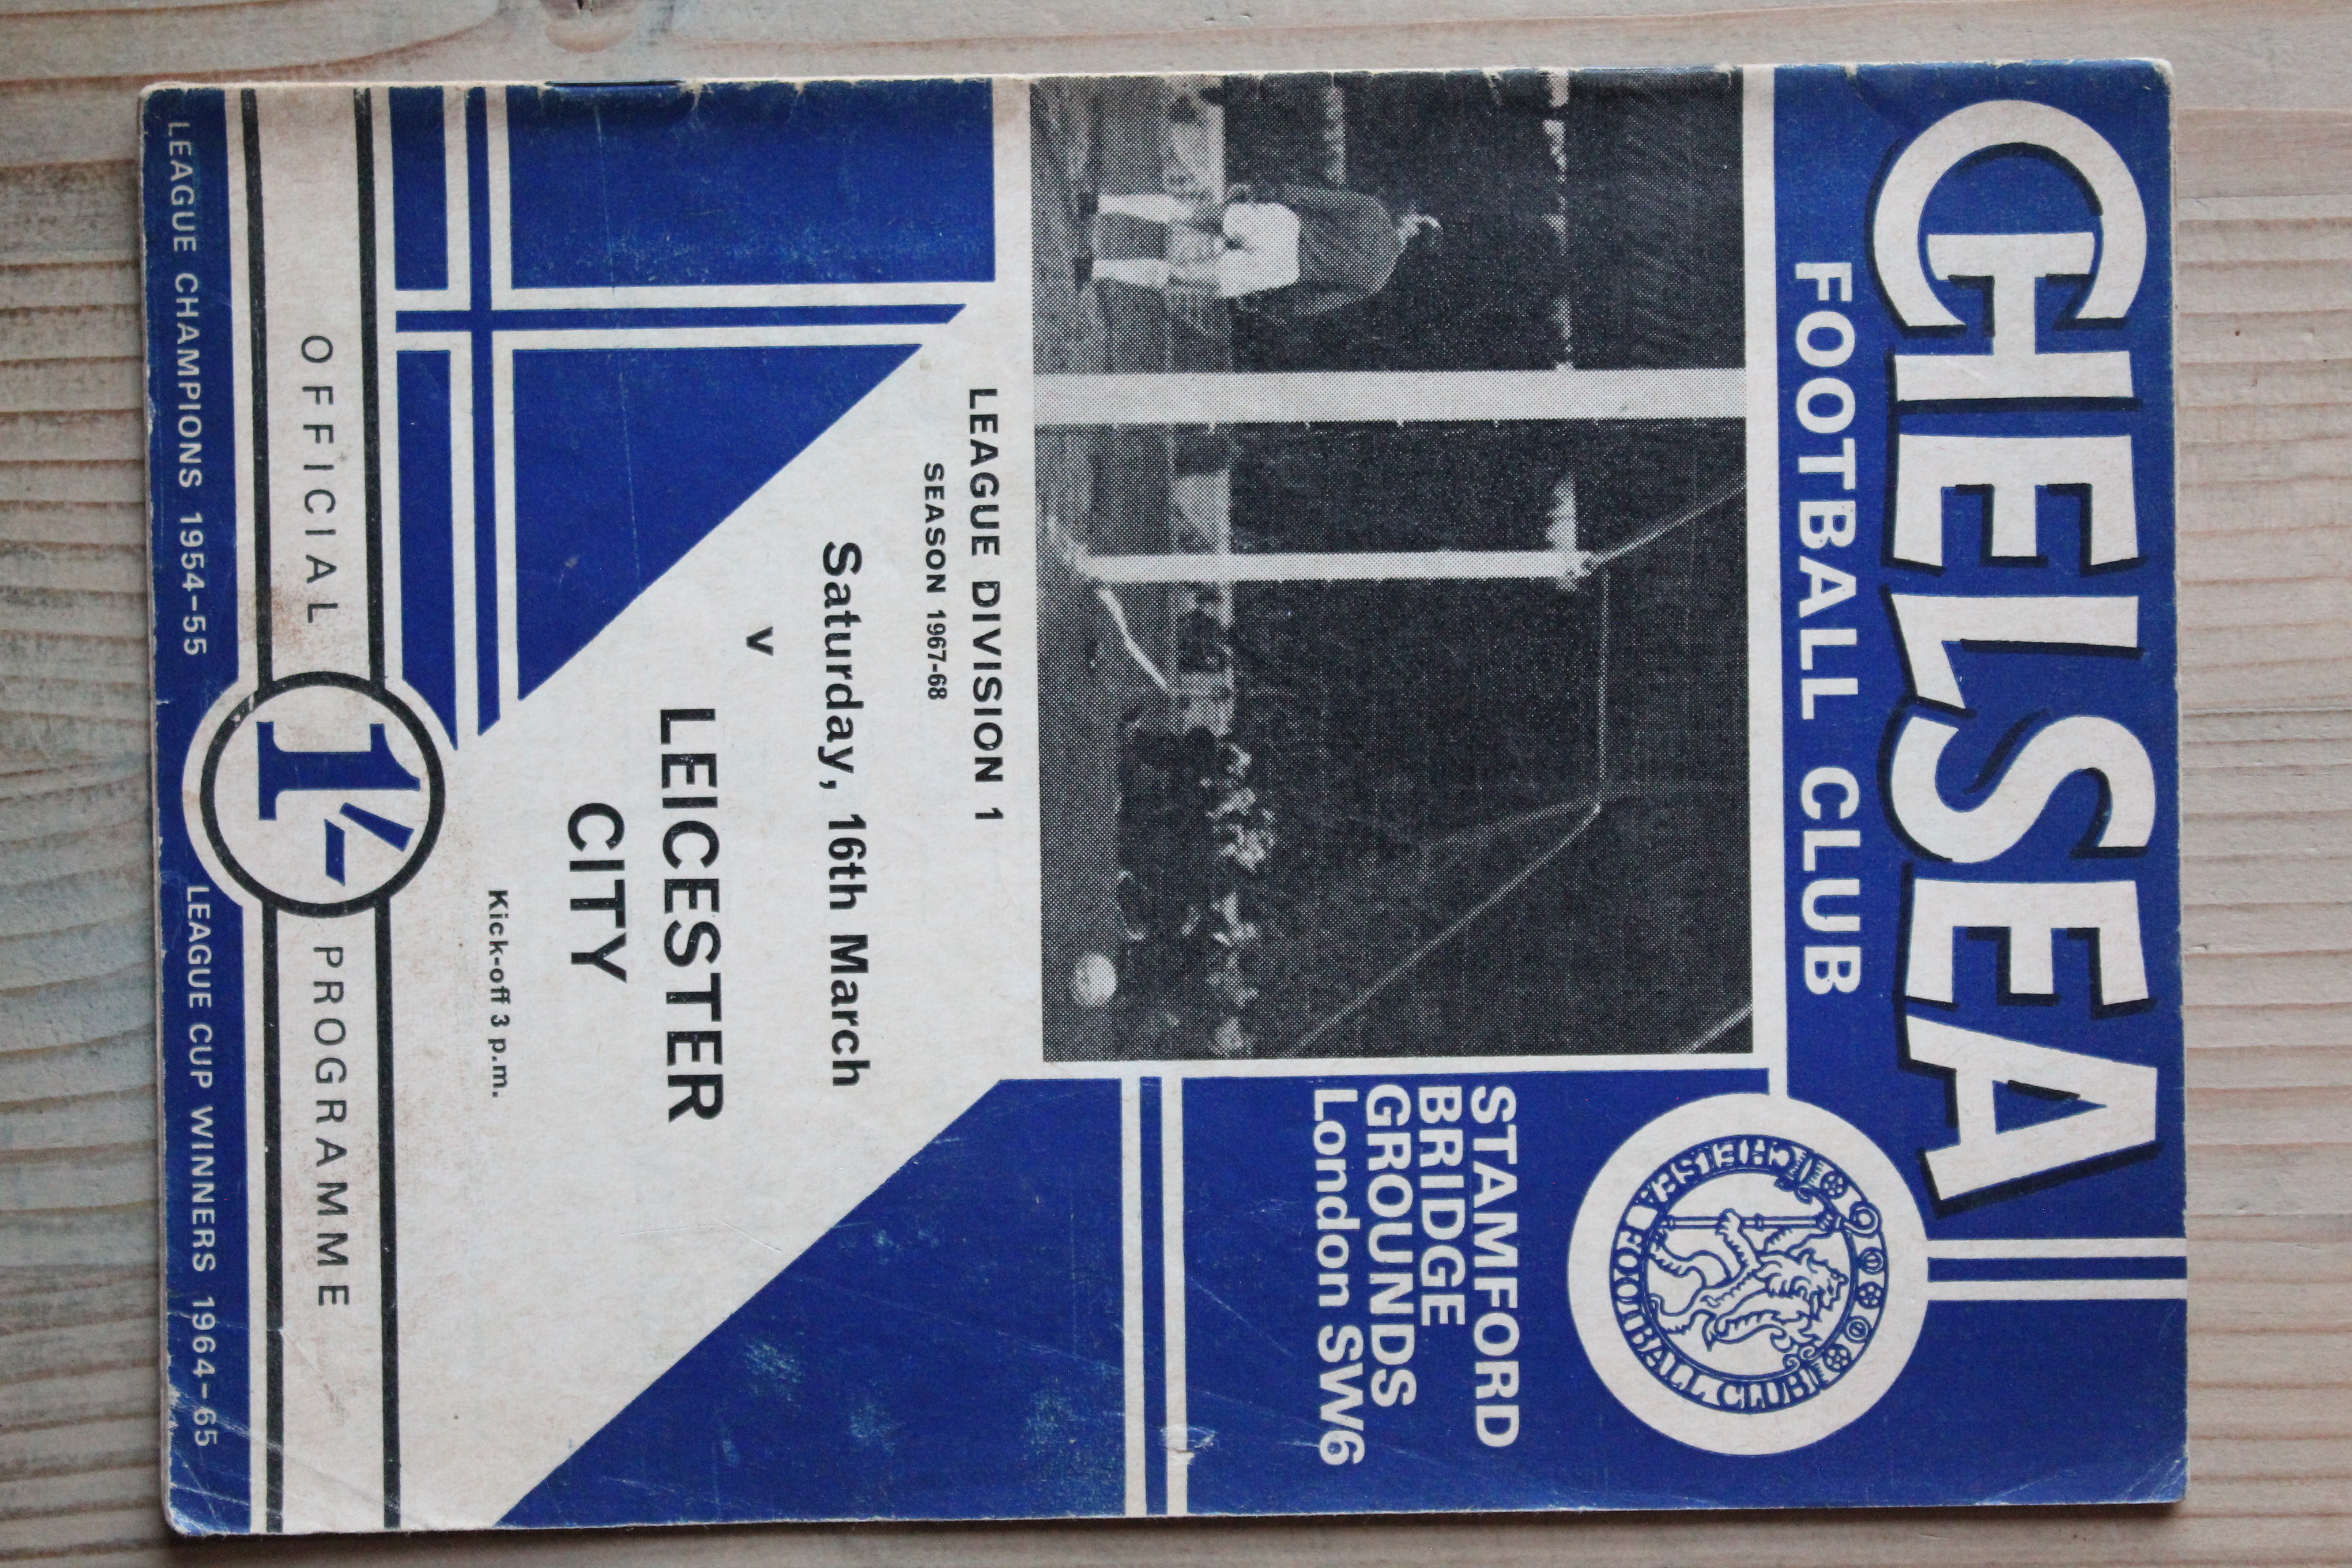 CHELSEA
FOOTBALL CLUB
CHELSEA FOOTBALL CLUB
STAMFORD
BRIDGE
GROUNDS
London SW6
LEAGUE DIVISION 1
SEASON 1967-68
Saturday, 16th March
v
LEICESTER
CITY
Kick-off 3 p.m.
OFFICIAL 1'- PROGRAMME
LEAGUE CHAMPIONS 1954-55 LEAGUE CUP WINNERS 1964-65